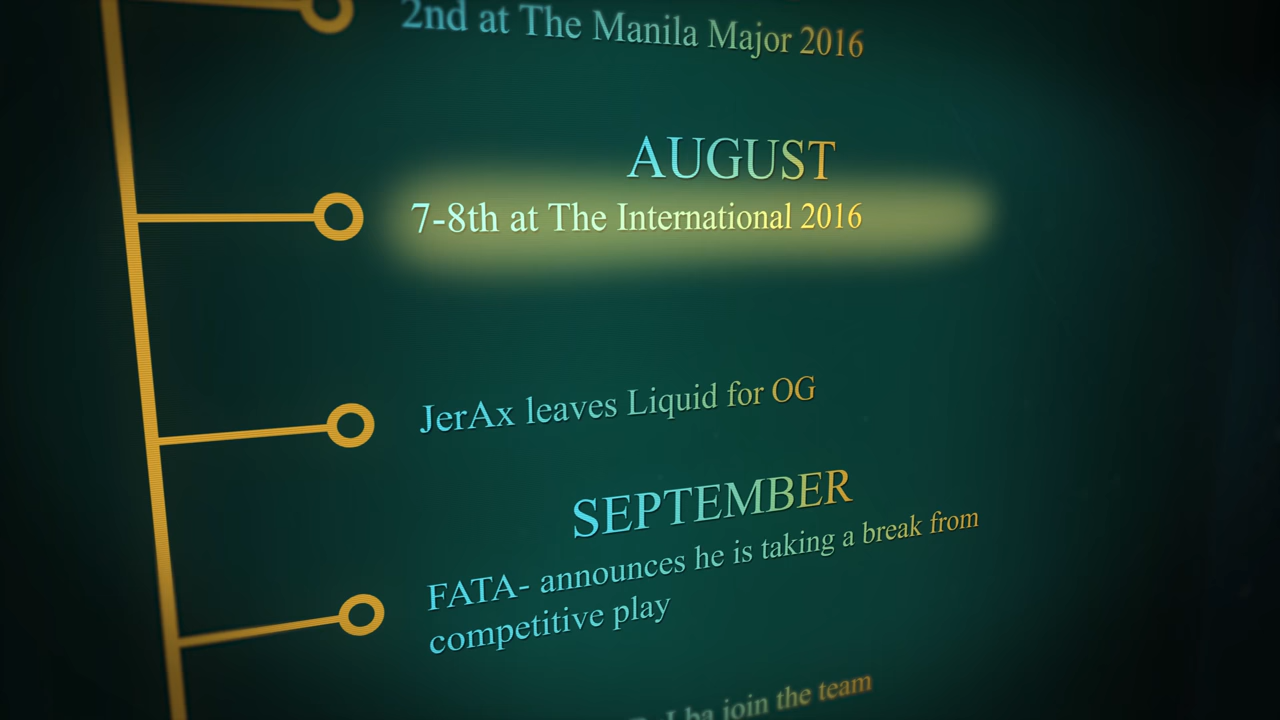 2nd at The Manila Major 2016
AUGUST
7-8th at The International 2016
JerAx leaves Liquid for OG
SEPTEMBER
FATA- announces he is taking a break from
competitive play
join the team